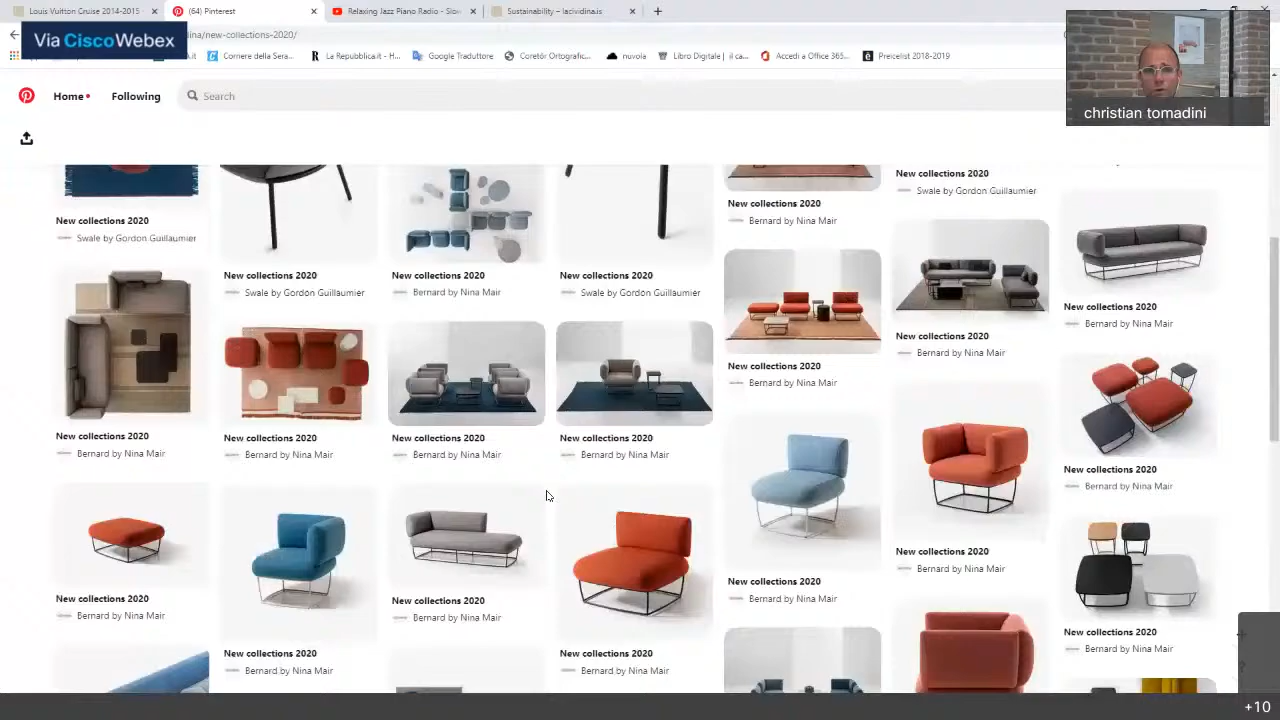 Louis Vuitton Cruise 2014-2015
(64) Pinterest
Relaxing Jazz Piano Radio - Slow
Sustainability – lacividina.is
Via CiscoWebex
dina/new-collections-2020/
Corriere della Sera...
La Repubblica.it - H...
Google Traduttore
nuvola
Libro Digitale | il ca...
Accedi a Office 365...
Pricelist 2018-2019
Home
Following
Search
christian tomadini
New collections 2020
Swale by Gordon Guillaumier
New collections 2020
Bernard by Nina Mair
New collections 2020
Bernard by Nina Mair
New collections 2020
Swale by Gordon Guillaumier
New collections 2020
Bernard by Nina Mair
New collections 2020
Bernard by Nina Mair
New collections 2020
Swale by Gordon Guillaumier
New collections 2020
Bernard by Nina Mair
New collections 2020
Bernard by Nina Mair
New collections 2020
Bernard by Nina Mair
New collections 2020
Swale by Gordon Guillaumier
New collections 2020
Bernard by Nina Mair
New collections 2020
Bernard by Nina Mair
New collections 2020
Bernard by Nina Mair
New collections 2020
Bernard by Nina Mair
New collections 2020
Bernard by Nina Mair
Swale by Gordon Guillaumier
New collections 2020
Bernard by Nina Mair
New collections 2020
Bernard by Nina Mair
New collections 2020
Bernard by Nina Mair
New collections 2020
Bernard by Nina Mair
New collections 2020
Bernard by Nina Mair
+10